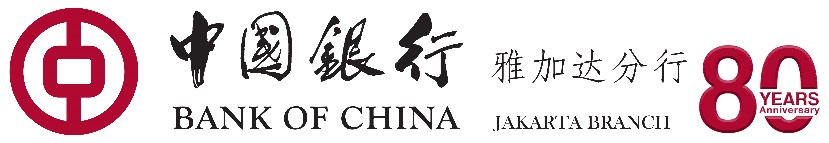 中國銀行 雅加达分行
BANK OF CHINA JAKARTA BRANCH
80
YEARS
Anniversary